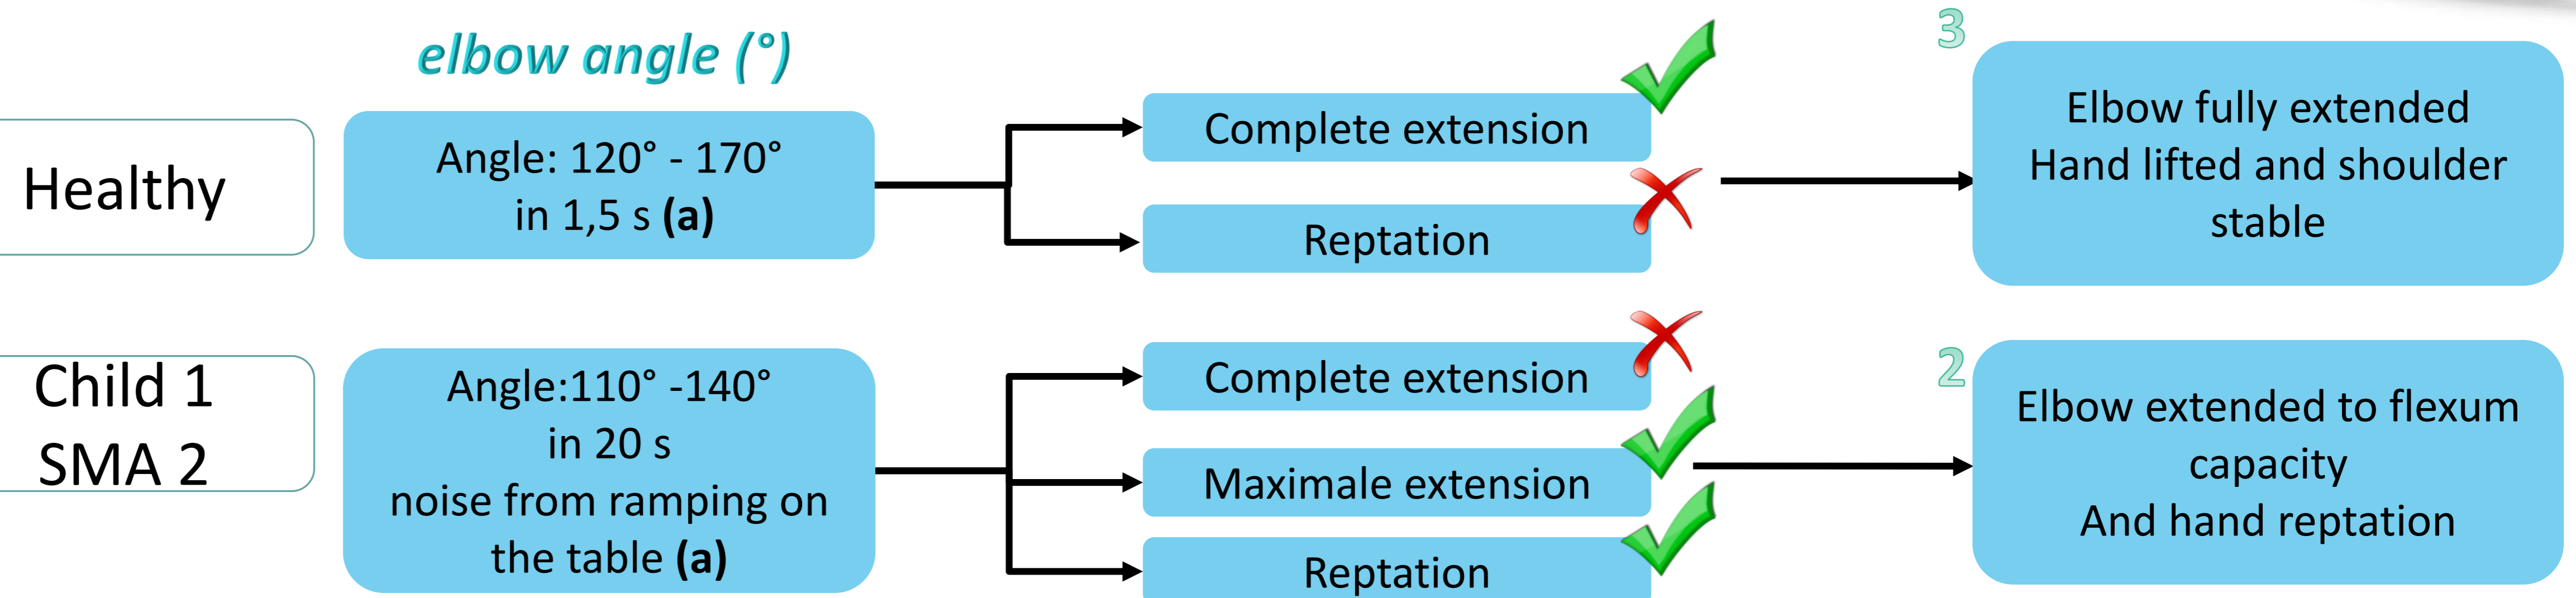 elbow angle (°)
Healthy
Angle: 120° - 170°
in 1,5 s (a)
Complete extension
Reptation
3
Elbow fully extended
Hand lifted and shoulder
stable
Child 1
SMA 2
Angle:110° -140°
in 20 s
noise from ramping on
the table (a)
Complete extension
Maximale extension
Reptation
2
Elbow extended to flexum
capacity
And hand reptation